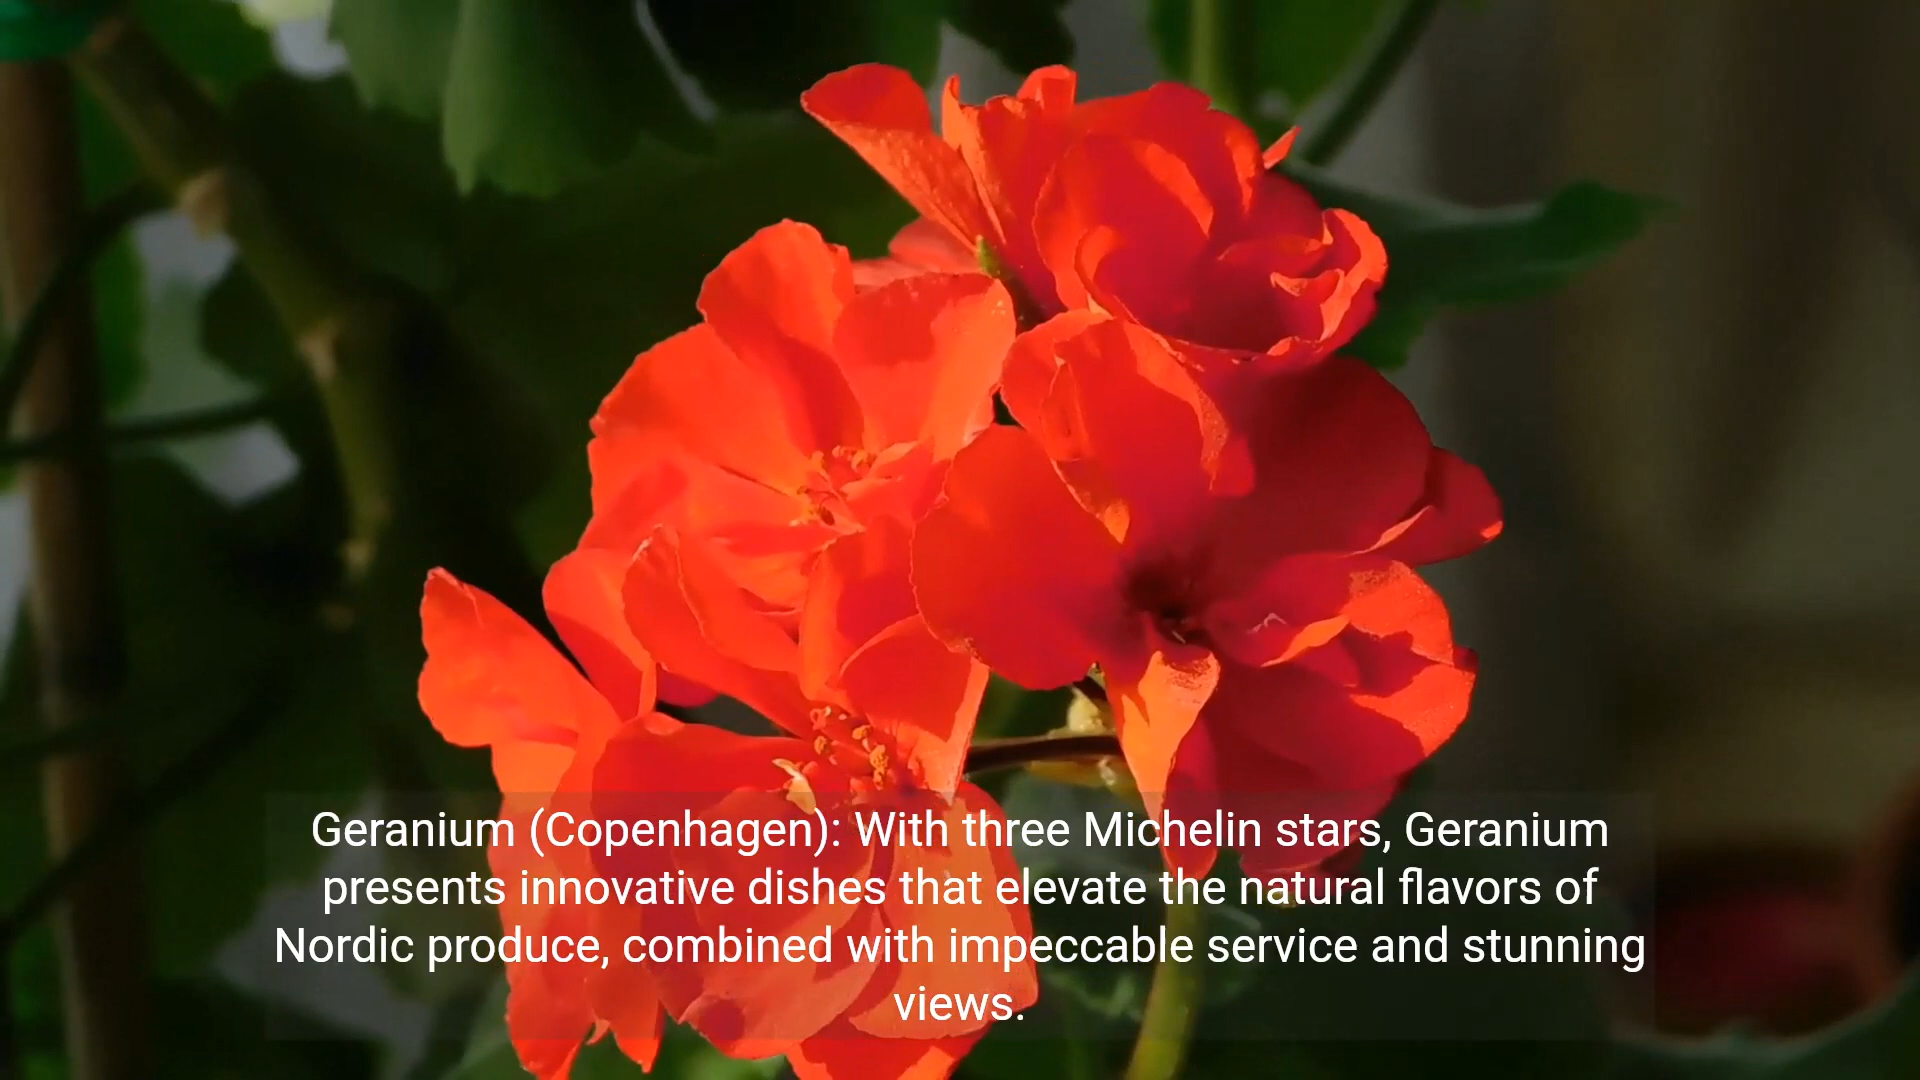 Geranium (Copenhagen): With three Michelin stars, Geranium
presents innovative dishes that elevate the natural flavors of
Nordic produce, combined with impeccable service and stunning
views.